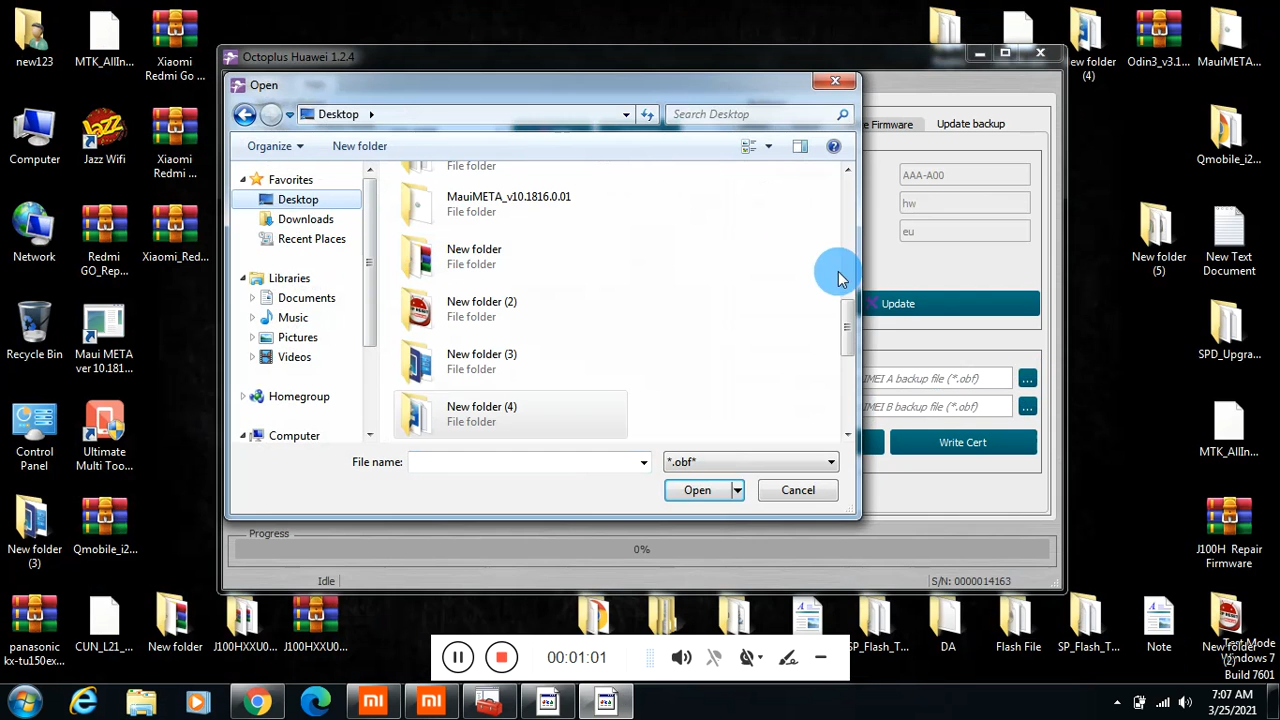 new123
MTK_AllIn...
Xiaomi
Redmi Go ...
Computer
Jazz Wifi
Xiaomi
Redmi ...
Network
Redmi
GO_Rep...
Xiaomi_Red...
Recycle Bin
Maui META
ver 10.181...
Control
Panel
Ultimate
Multi Too...
New folder
(3)
Qmobile_i2...
panasonic
kx-tu150ex...
CUN_L21_...
New folder
J100HXXU0...
J100HXXU0...
Octoplus Huawei 1.2.4
Open
Desktop
Search Desktop
Organize
New folder
Favorites
Desktop
Downloads
Recent Places
Libraries
Documents
Music
Pictures
Videos
Homegroup
Computer
File folder
MauiMETA_v10.1816.0.01
File folder
New folder
File folder
New folder (2)
File folder
New folder (3)
File folder
New folder (4)
File folder
File name:
*.obf*
Open
Cancel
e Firmware
Update backup
AAA-A00
hw
eu
Update
IMEI A backup file (*.obf)
...
IMEI B backup file (*.obf)
...
Write Cert
Progress
0%
Idle
S/N: 0000014163
ew folder
(4)
Odin3_v3.1...
MauiMETA...
Qmobile_i2...
New folder
(5)
New Text
Document
SPD_Upgra...
MTK_AllIn...
J100H Repair
Firmware
SP_Flash_T...
DA
Flash File
SP_Flash_T...
Note
New folder
(2)
Test Mode
Windows 7
Build 7601
00:01:01
7:07 AM
3/25/2021